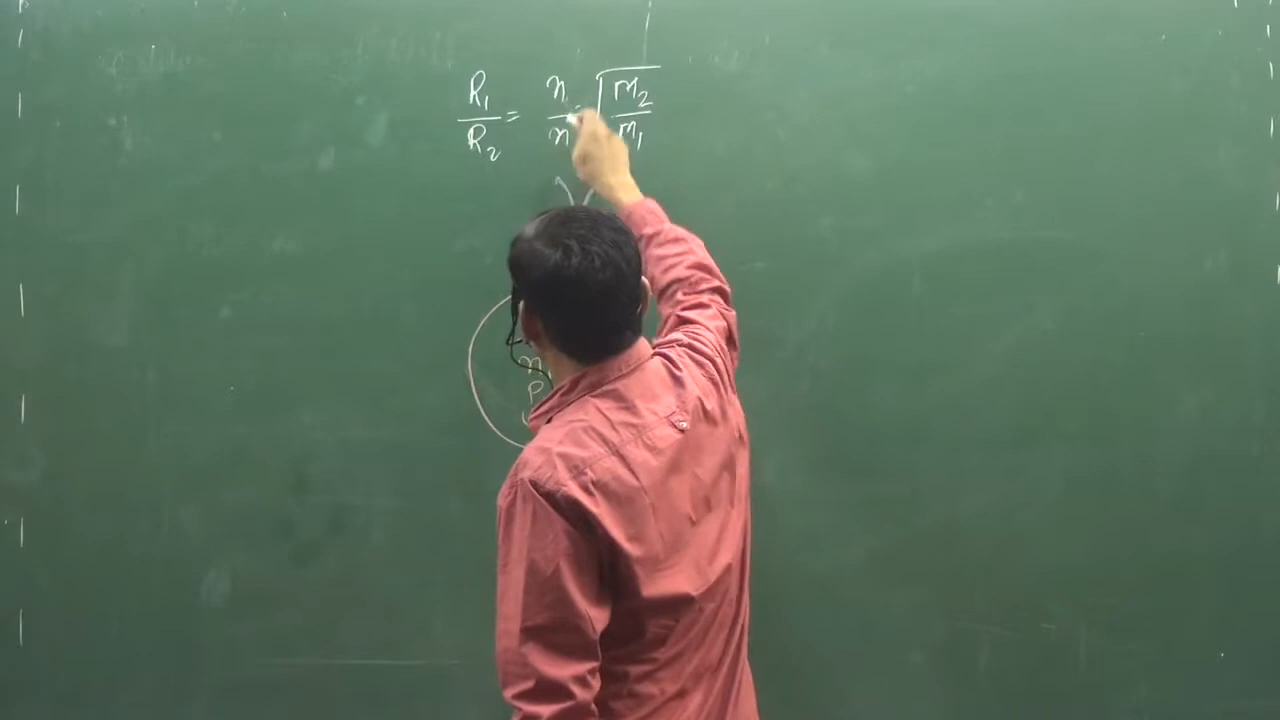 R₁/R₂ = n/n √(M₂/M₁)
n
P